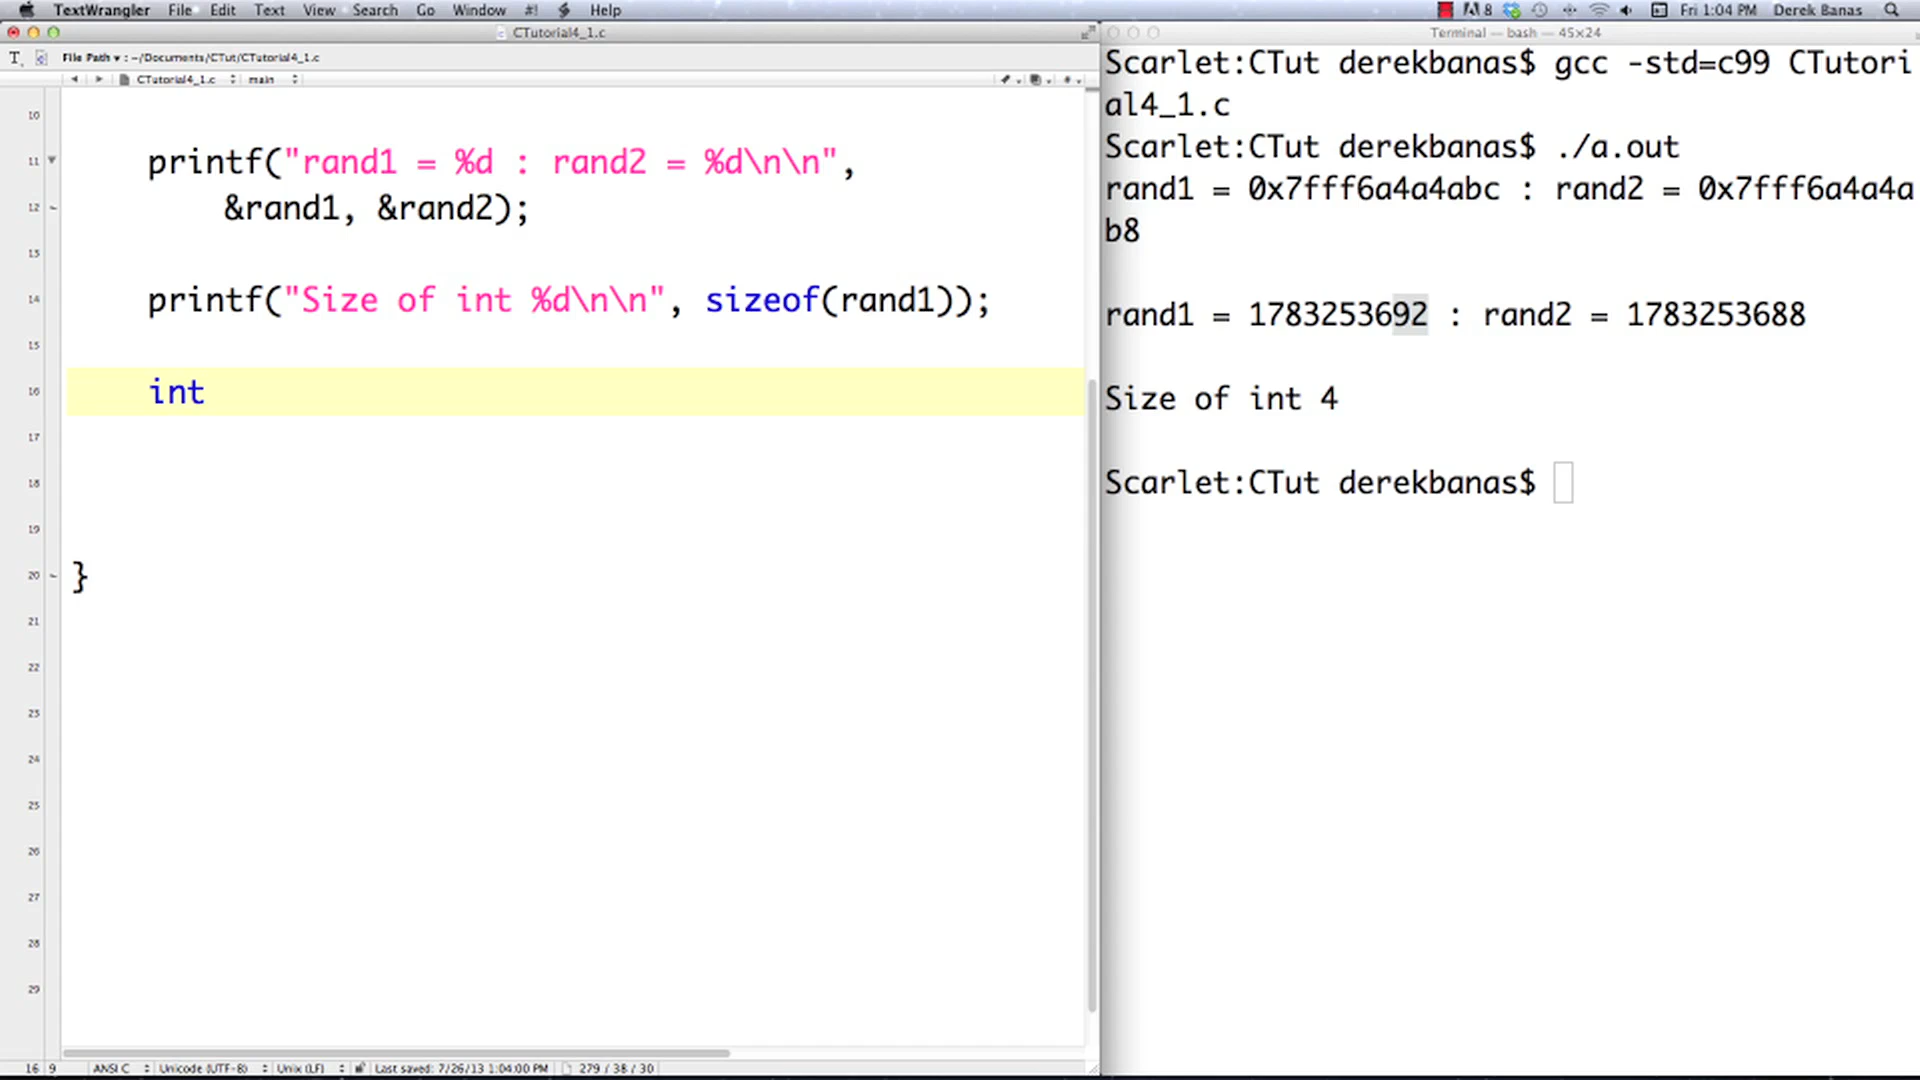 TextWrangler File Edit Text View Search Go Window #! Help
8 Fri 1:04 PM Derek Banas
CTutorial4_1.c
File Path ▾ : ~/Documents/CTut/CTutorial4_1.c
CTutorial4_1.c main
10
11 printf("rand1 = %d : rand2 = %d\n\n",
12 &rand1, &rand2);
13
14 printf("Size of int %d\n\n", sizeof(rand1));
15
16 int
17
18
19
20 }
21
22
23
24
25
26
27
28
29
16 9 ANSI C Unicode (UTF-8) Unix (LF) Last saved: 7/26/13 1:04:00 PM 279 / 38 / 30
Terminal — bash — 45×24
Scarlet:CTut derekbanas$ gcc -std=c99 CTutori
al4_1.c
Scarlet:CTut derekbanas$ ./a.out
rand1 = 0x7fff6a4a4abc : rand2 = 0x7fff6a4a4a
b8
rand1 = 1783253692 : rand2 = 1783253688
Size of int 4
Scarlet:CTut derekbanas$